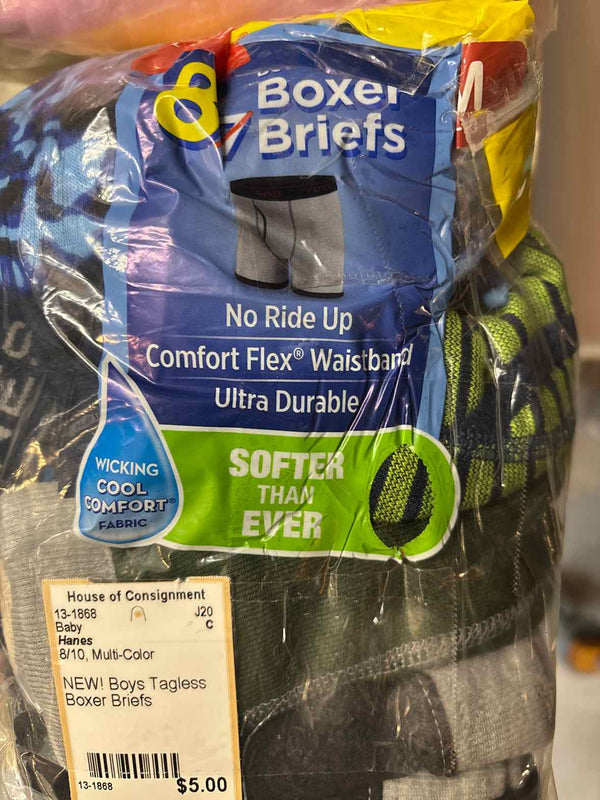 M
Boxer
Briefs
No Ride Up
Comfort Flex® Waistband
Ultra Durable
WICKING
COOL
COMFORT®
FABRIC
SOFTER
THAN
EVER
House of Consignment
13-1868 J20
Baby C
Hanes
8/10, Multi-Color
NEW! Boys Tagless
Boxer Briefs
13-1868 $5.00